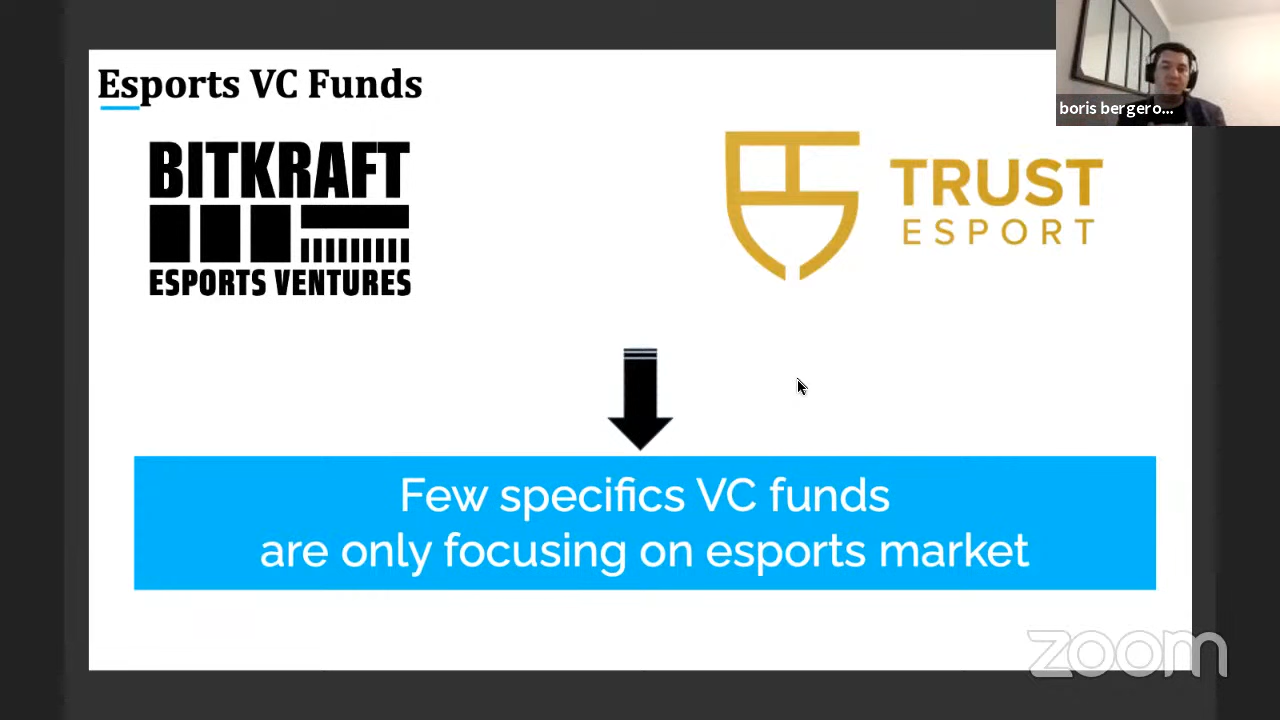 Esports VC Funds
boris bergero...
BITKRAFT
ESPORTS VENTURES
TRUST
ESPORT
Few specifics VC funds
are only focusing on esports market
zoom